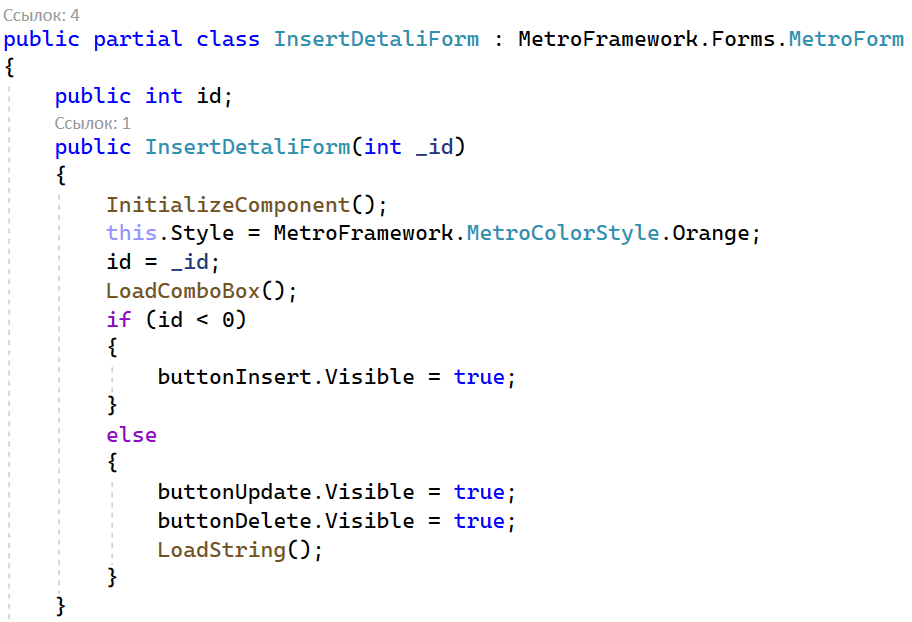 Ссылок: 4
public partial class InsertDetaliForm : MetroFramework.Forms.MetroForm
{
public int id;
Ссылок: 1
public InsertDetaliForm(int _id)
{
InitializeComponent();
this.Style = MetroFramework.MetroColorStyle.Orange;
id = _id;
LoadComboBox();
if (id < 0)
{
buttonInsert.Visible = true;
}
else
{
buttonUpdate.Visible = true;
buttonDelete.Visible = true;
LoadString();
}
}